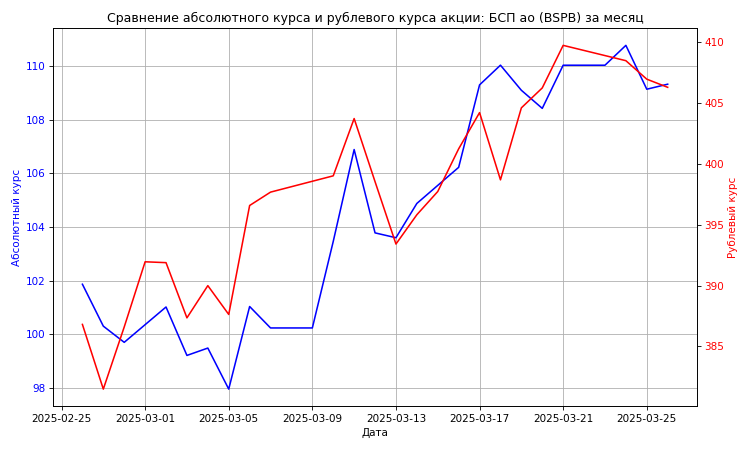 Сравнение абсолютного курса и рублевого курса акции: БСП ао (BSPB) за месяц
Абсолютный курс
110
108
106
104
102
100
98
410
405
400
395
390
385
Рублевый курс
2025-02-25 2025-03-01 2025-03-05 2025-03-09 2025-03-13 2025-03-17 2025-03-21 2025-03-25
Дата